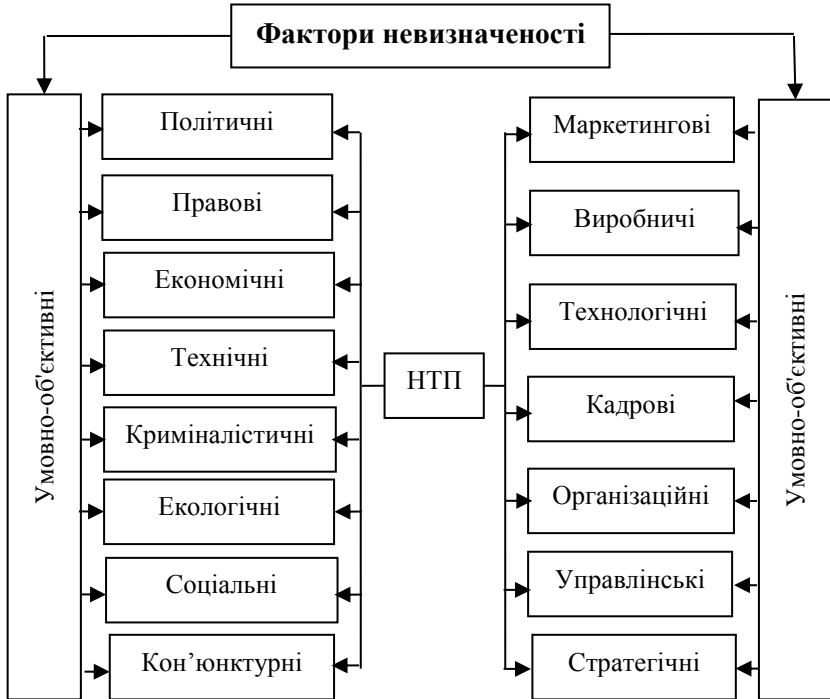 Фактори невизначеності
Умовно-об'єктивні
Політичні
Правові
Економічні
Технічні
Криміналістичні
Екологічні
Соціальні
Кон’юнктурні
НТП
Маркетингові
Виробничі
Технологічні
Кадрові
Організаційні
Управлінські
Стратегічні
Умовно-об'єктивні